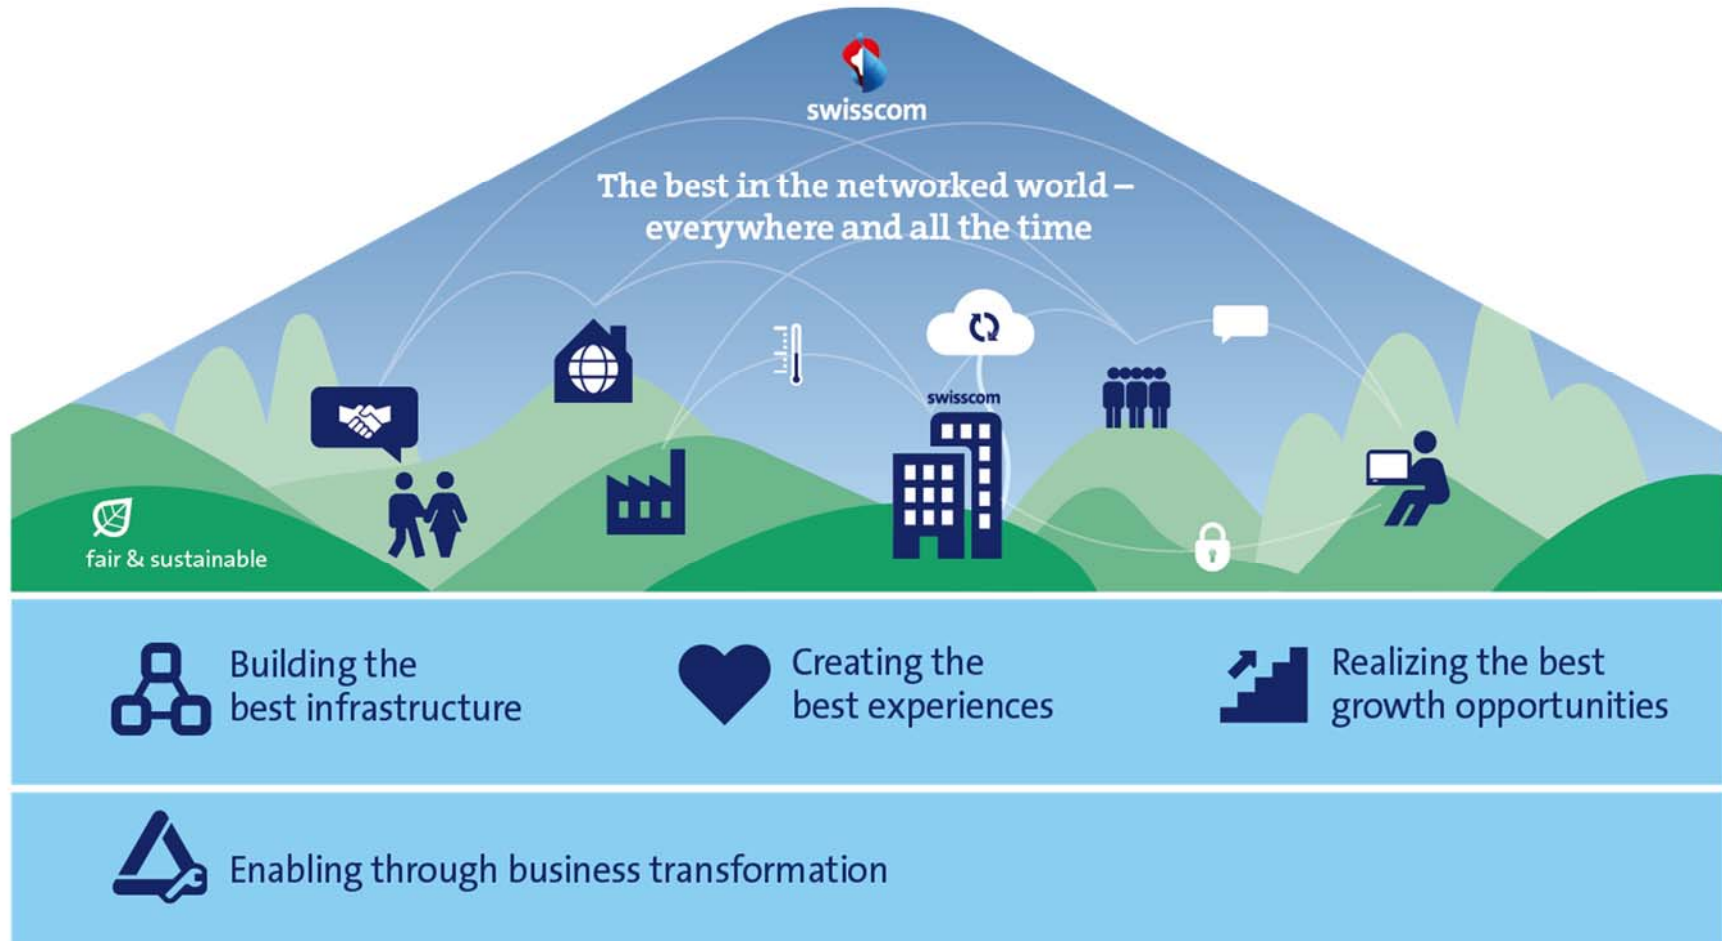 swisscom
The best in the networked world –
everywhere and all the time
swisscom
fair & sustainable
Building the
best infrastructure
Creating the
best experiences
Realizing the best
growth opportunities
Enabling through business transformation